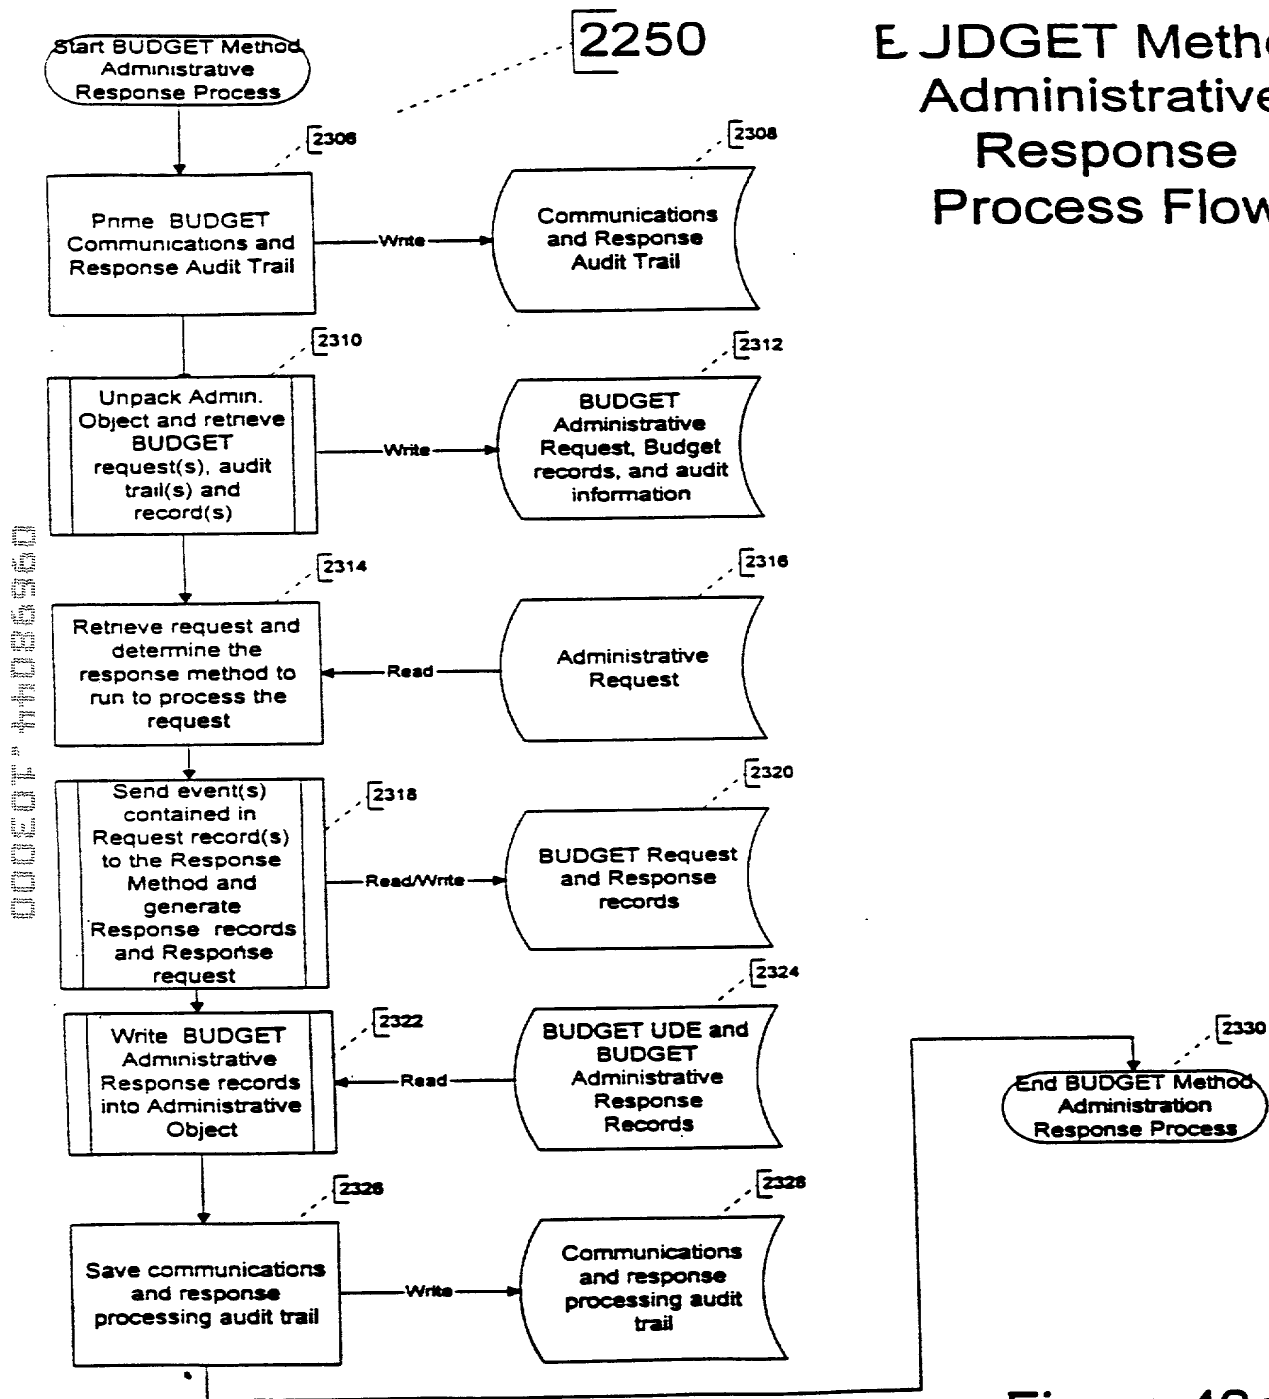 Start BUDGET Method
Administrative
Response Process
2250
JDGET Meth
Administrative
Response
Process Flow
2306
Prime BUDGET
Communications and
Response Audit Trail
Write
2308
Communications
and Response
Audit Trail
2310
Unpack Admin.
Object and retrieve
BUDGET
request(s), audit
trail(s) and
record(s)
Write
2312
BUDGET
Administrative
Request, Budget
records, and audit
information
2314
Retrieve request and
determine the
response method to
run to process the
request
Read
2316
Administrative
Request
2318
Send event(s)
contained in
Request record(s)
to the Response
Method and
generate
Response records
and Response
request
Read/Write
2320
BUDGET Request
and Response
records
2322
Write BUDGET
Administrative
Response records
into Administrative
Object
Read
2324
BUDGET UDE and
BUDGET
Administrative
Response
Records
2326
Save communications
and response
processing audit trail
Write
2328
Communications
and response
processing audit
trail
2330
End BUDGET Method
Administration
Response Process